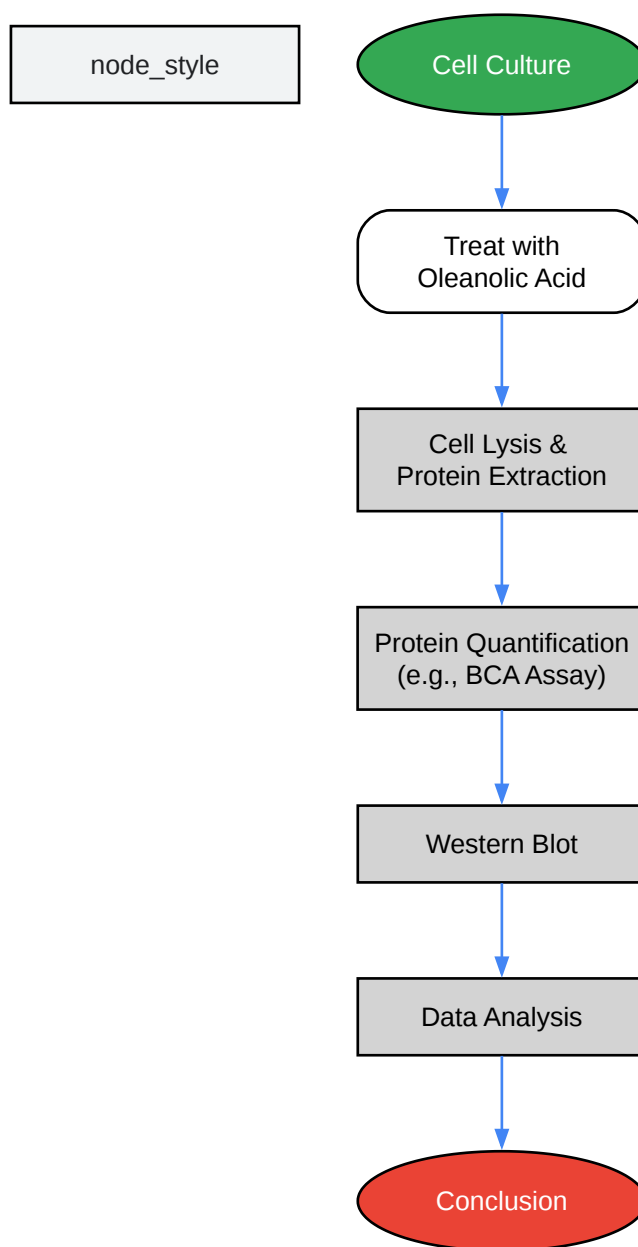 node_style
Cell Culture
Treat with
Oleanolic Acid
Cell Lysis &
Protein Extraction
Protein Quantification
(e.g., BCA Assay)
Western Blot
Data Analysis
Conclusion